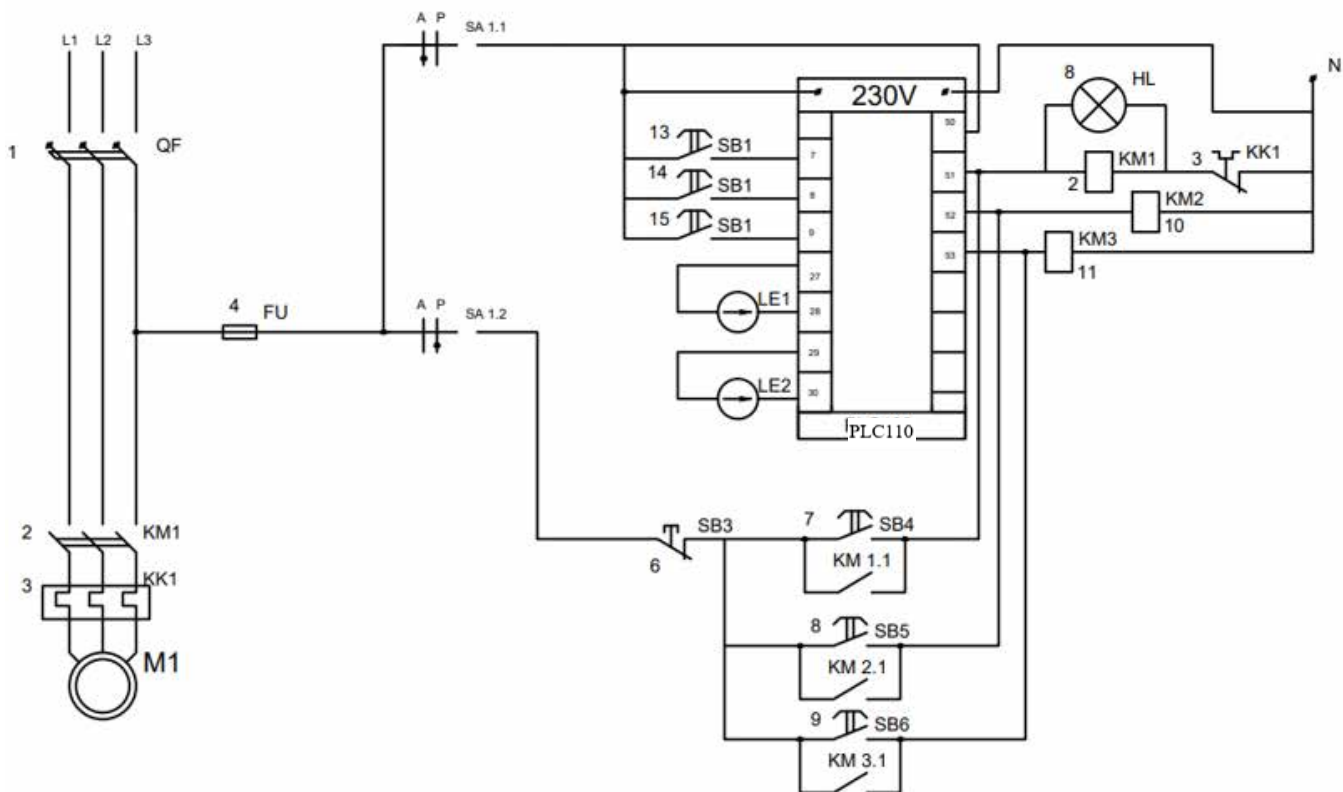 A P
SA 1.1
L1 L2 L3
N
8 HL
230V
50
1 QF
13 SB1
7
51
KM1
3 KK1
2
14 SB1
8
KM2
52
10
15 SB1
9
KM3
53
11
27
A P
4 FU
SA 1.2
LE1
28
29
LE2
30
PLC110
2 KM1
SB3
7 SB4
6
KM 1.1
3 KK1
8 SB5
M1
KM 2.1
9 SB6
KM 3.1